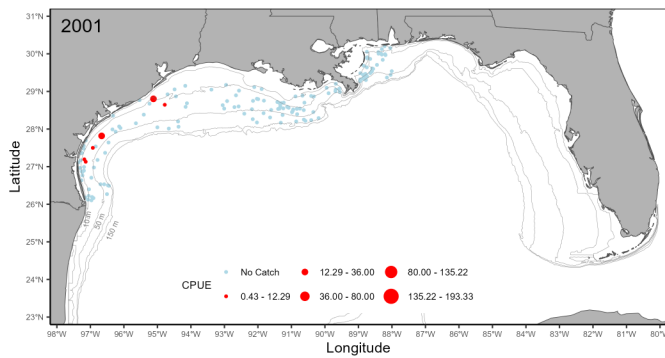 2001
31°N
30°N
29°N
28°N
27°N
26°N
25°N
24°N
23°N
Latitude
10 m
50 m
150 m
CPUE
No Catch
12.29 - 36.00
80.00 - 135.22
0.43 - 12.29
36.00 - 80.00
135.22 - 193.33
98°W 97°W 96°W 95°W 94°W 93°W 92°W 91°W 90°W 89°W 88°W 87°W 86°W 85°W 84°W 83°W 82°W 81°W 80°W
Longitude